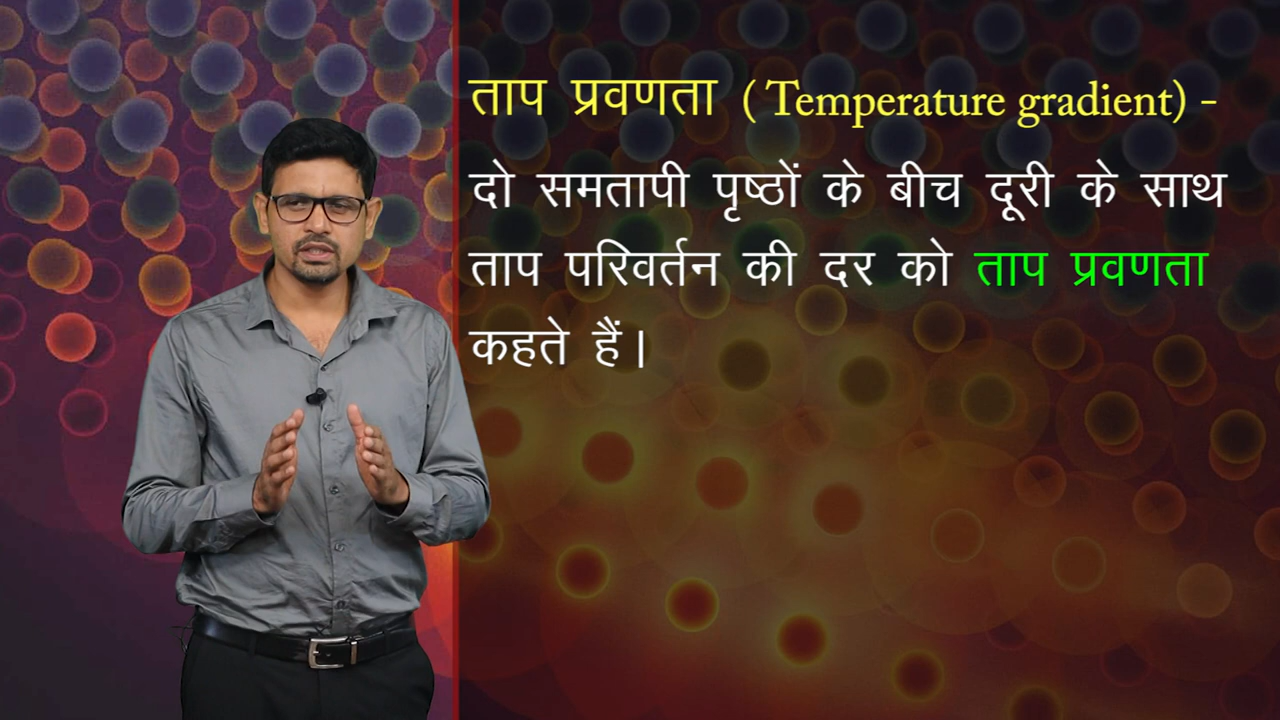 ताप प्रवणता ( Temperature gradient) -
दो समतापी पृष्ठों के बीच दूरी के साथ
ताप परिवर्तन की दर को ताप प्रवणता
कहते हैं।